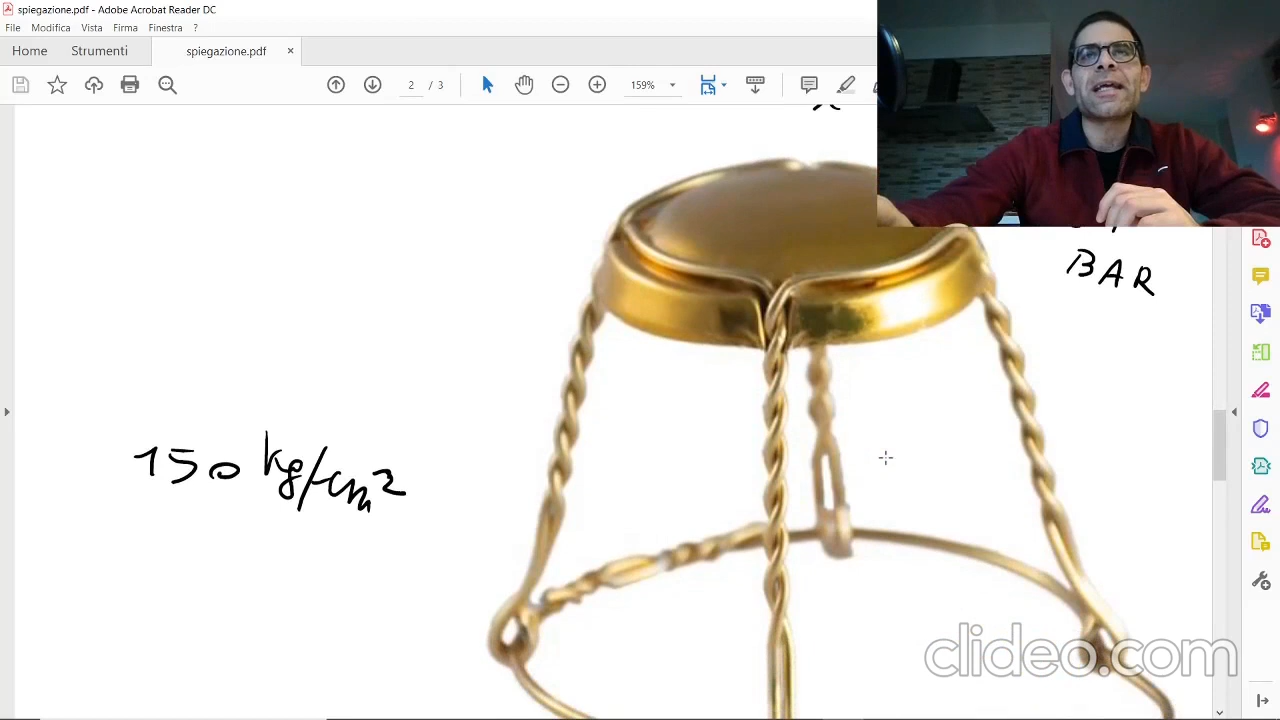 spiegazione.pdf - Adobe Acrobat Reader DC
File Modifica Vista Firma Finestra ?
Home Strumenti spiegazione.pdf ×
/ 3 159%
BAR
150 kg/cm2
clideo.com